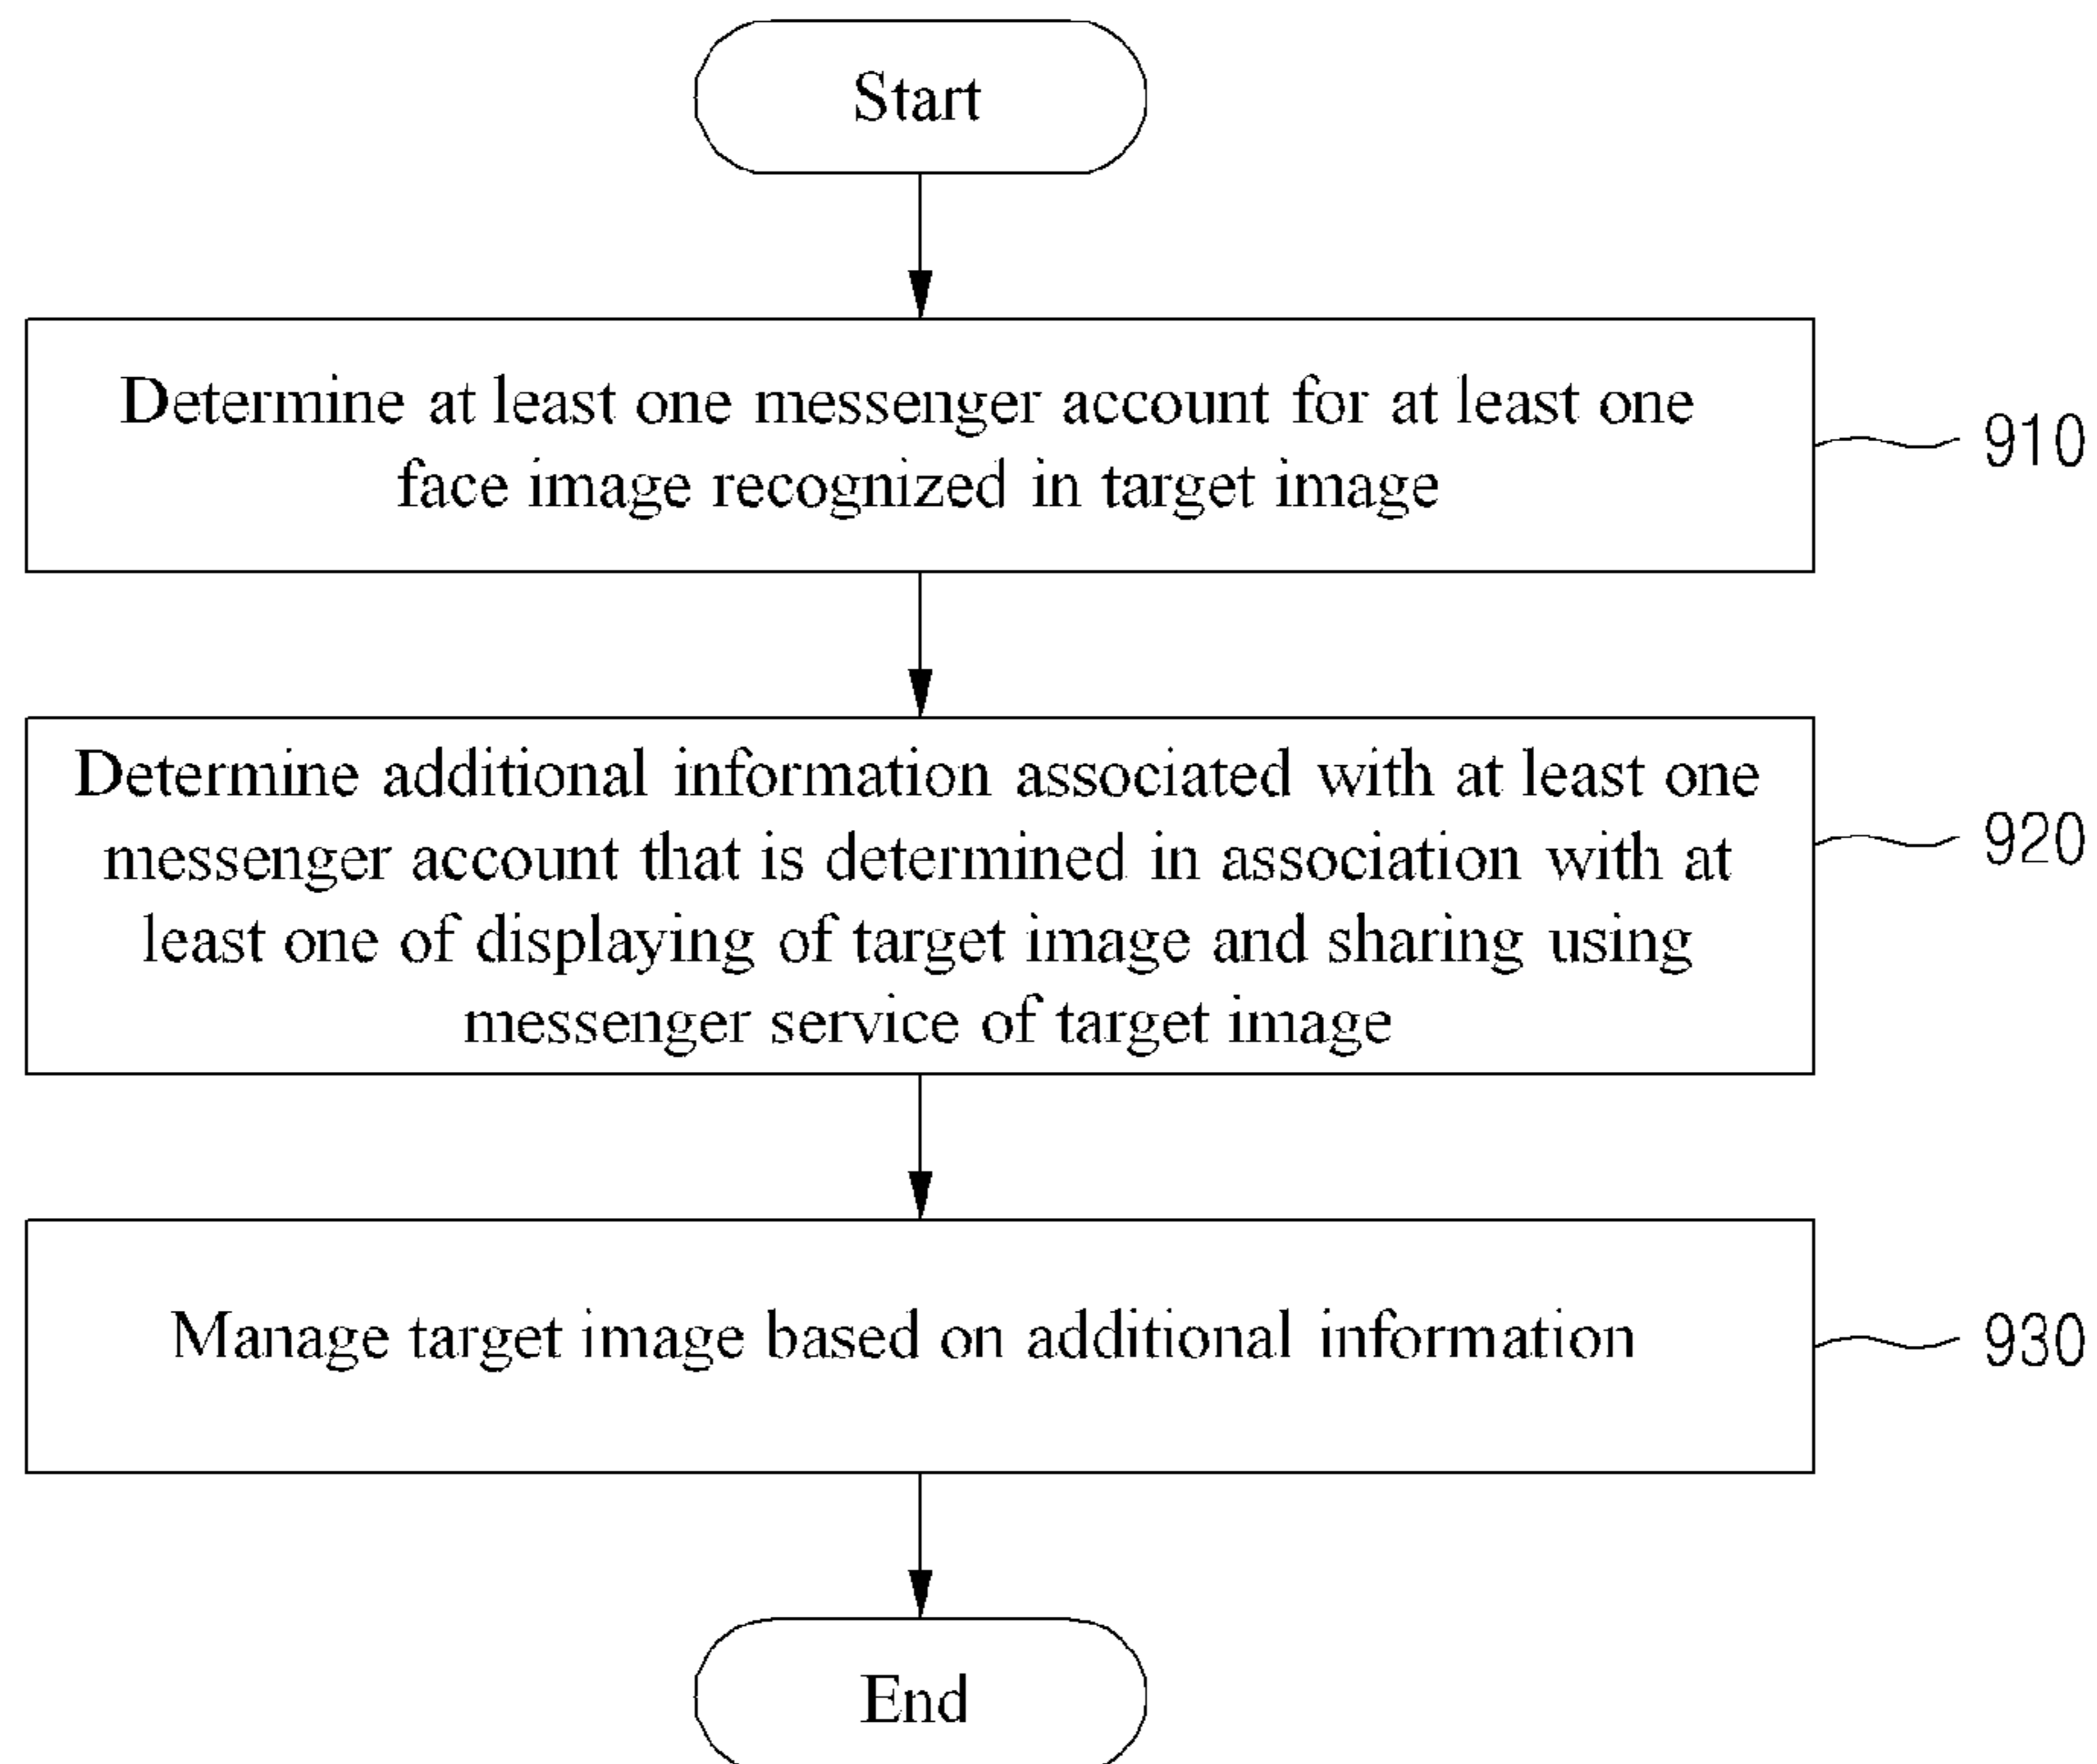 Start
Determine at least one messenger account for at least one
face image recognized in target image
910
Determine additional information associated with at least one
messenger account that is determined in association with at
least one of displaying of target image and sharing using
messenger service of target image
920
Manage target image based on additional information
930
End